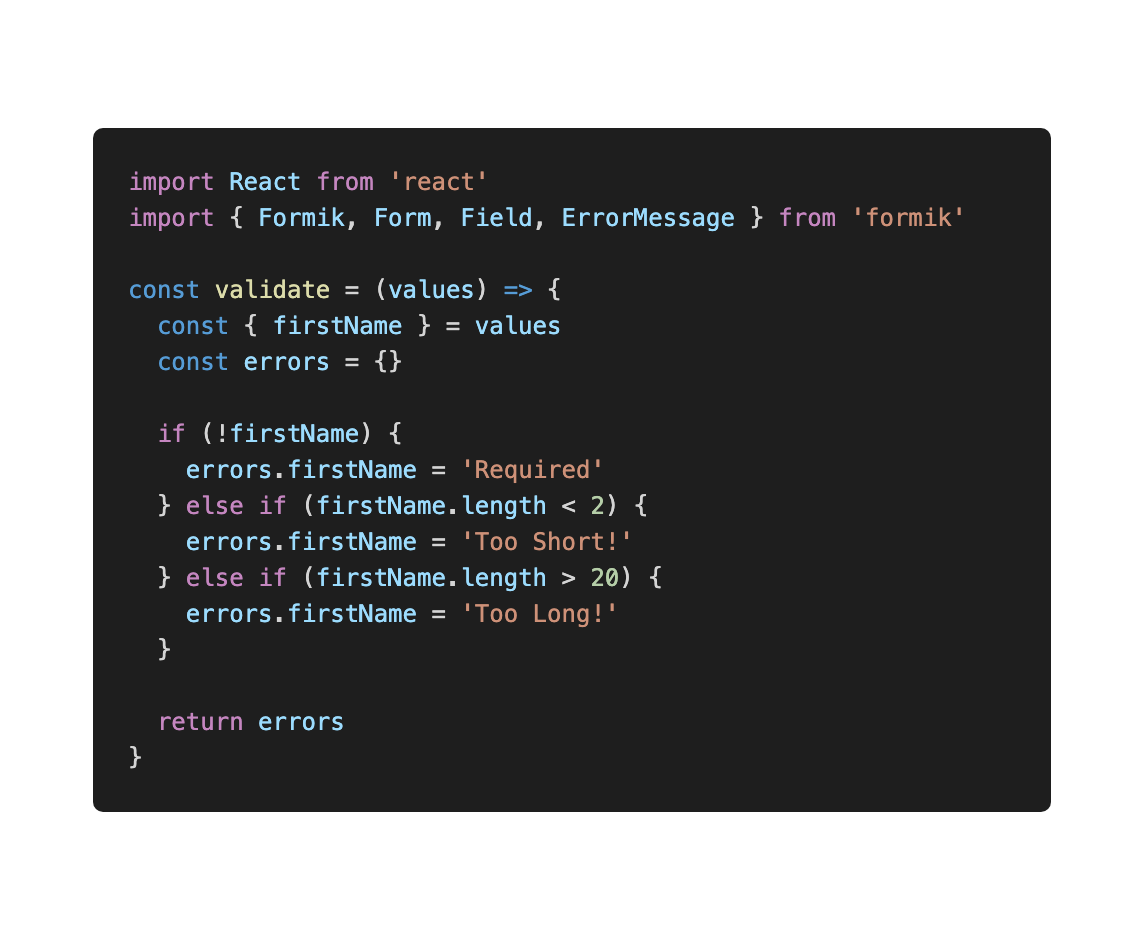 import React from 'react'
import { Formik, Form, Field, ErrorMessage } from 'formik'

const validate = (values) => {
  const { firstName } = values
  const errors = {}

  if (!firstName) {
    errors.firstName = 'Required'
  } else if (firstName.length < 2) {
    errors.firstName = 'Too Short!'
  } else if (firstName.length > 20) {
    errors.firstName = 'Too Long!'
  }

  return errors
}